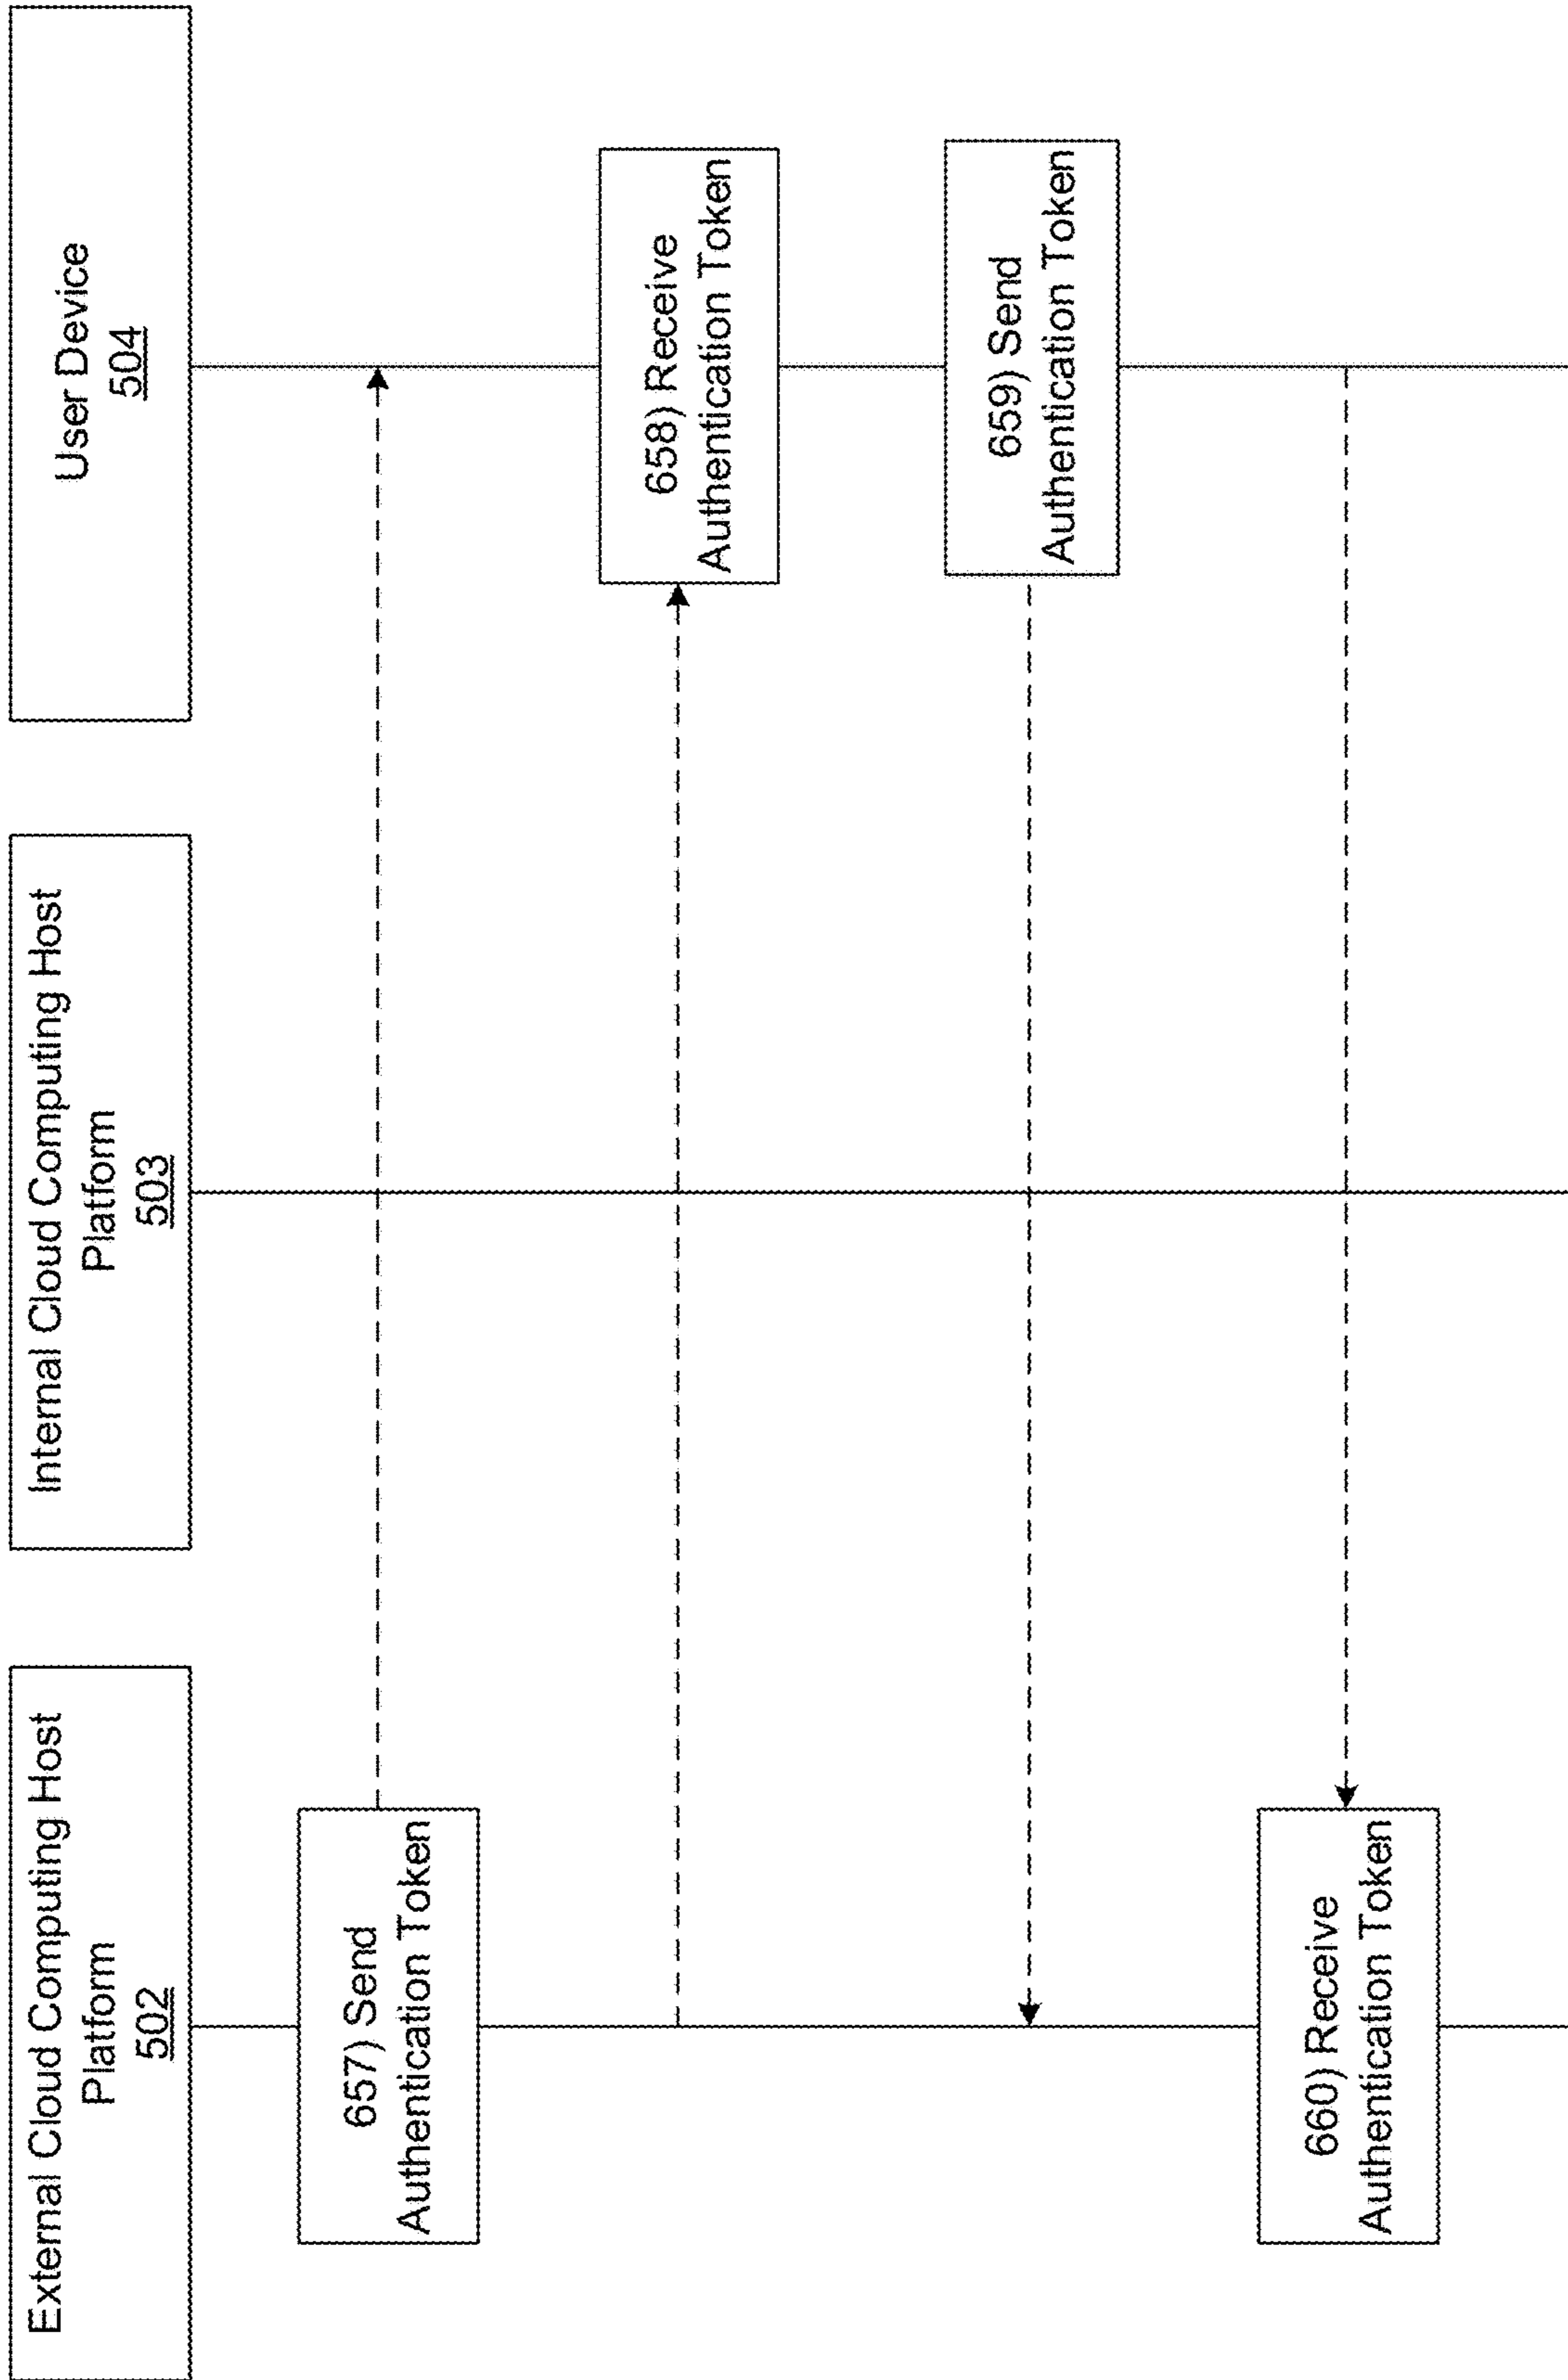 External Cloud Computing Host
Platform
502
Internal Cloud Computing Host
Platform
503
User Device
504
657) Send
Authentication Token
658) Receive
Authentication Token
659) Send
Authentication Token
660) Receive
Authentication Token